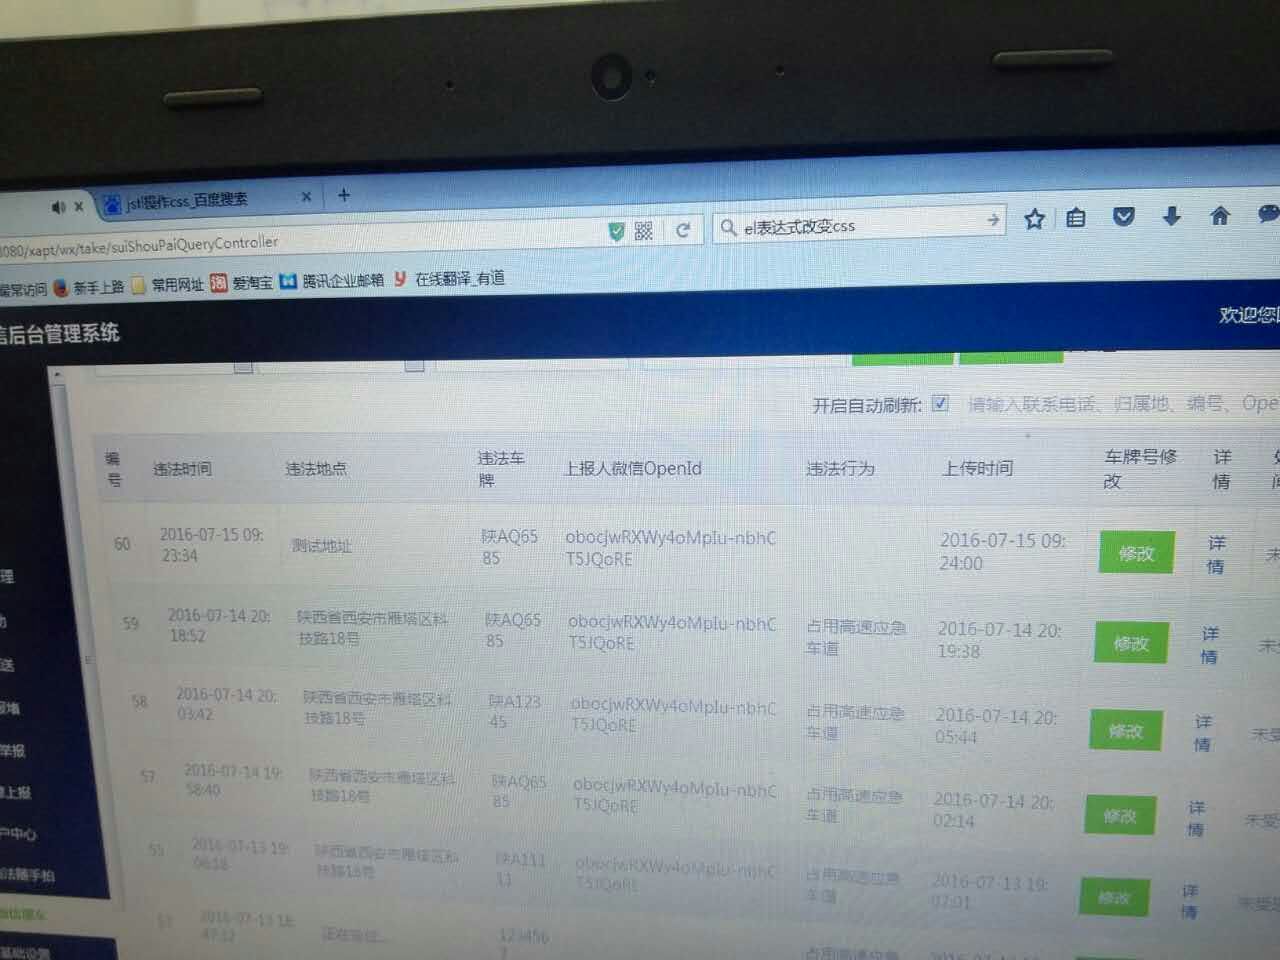 jstl操作css_百度搜索
8080/xapt/wx/take/suiShouPaiQueryController
el表达式改变css
最常访问 新手上路 常用网址 爱淘宝 腾讯企业邮箱 在线翻译_有道
信后台管理系统
欢迎您
开启自动刷新: 请输入联系电话、归属地、编号、Ope
编号 违法时间 违法地点 违法车牌 上报人微信OpenId 违法行为 上传时间 车牌号修改 详情
60 2016-07-15 09:23:34 测试地址 陕AQ6585 obocjwRXWy4oMpIu-nbhCT5JQoRE 2016-07-15 09:24:00 修改 详情 未
59 2016-07-14 20:18:52 陕西省西安市雁塔区科技路18号 陕AQ6585 obocjwRXWy4oMpIu-nbhCT5JQoRE 占用高速应急车道 2016-07-14 20:19:38 修改 详情 未
58 2016-07-14 20:03:42 陕西省西安市雁塔区科技路18号 陕A12345 obocjwRXWy4oMpIu-nbhCT5JQoRE 占用高速应急车道 2016-07-14 20:05:44 修改 详情 未受
57 2016-07-14 19:58:40 陕西省西安市雁塔区科技路18号 陕AQ6585 obocjwRXWy4oMpIu-nbhCT5JQoRE 占用高速应急车道 2016-07-14 20:02:14 修改 详情 未受
55 2016-07-13 19:06:18 陕西省西安市雁塔区科技路18号 陕A11111 obocjwRXWy4oMpIu-nbhCT5JQoRE 占用高速应急车道 2016-07-13 19:07:01 修改 详情 未受
2016-07-13 18:47:12 1234567 占用高速应急
理
送
举报
上报
户中心
法随手拍
基础设置